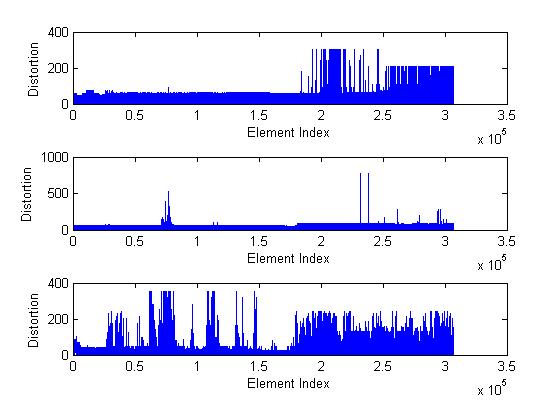 400
200
0
Distortion
0 0.5 1 1.5 2 2.5 3 3.5
Element Index
x 10^5
1000
500
0
Distortion
0 0.5 1 1.5 2 2.5 3 3.5
Element Index
x 10^5
400
200
0
Distortion
0 0.5 1 1.5 2 2.5 3 3.5
Element Index
x 10^5